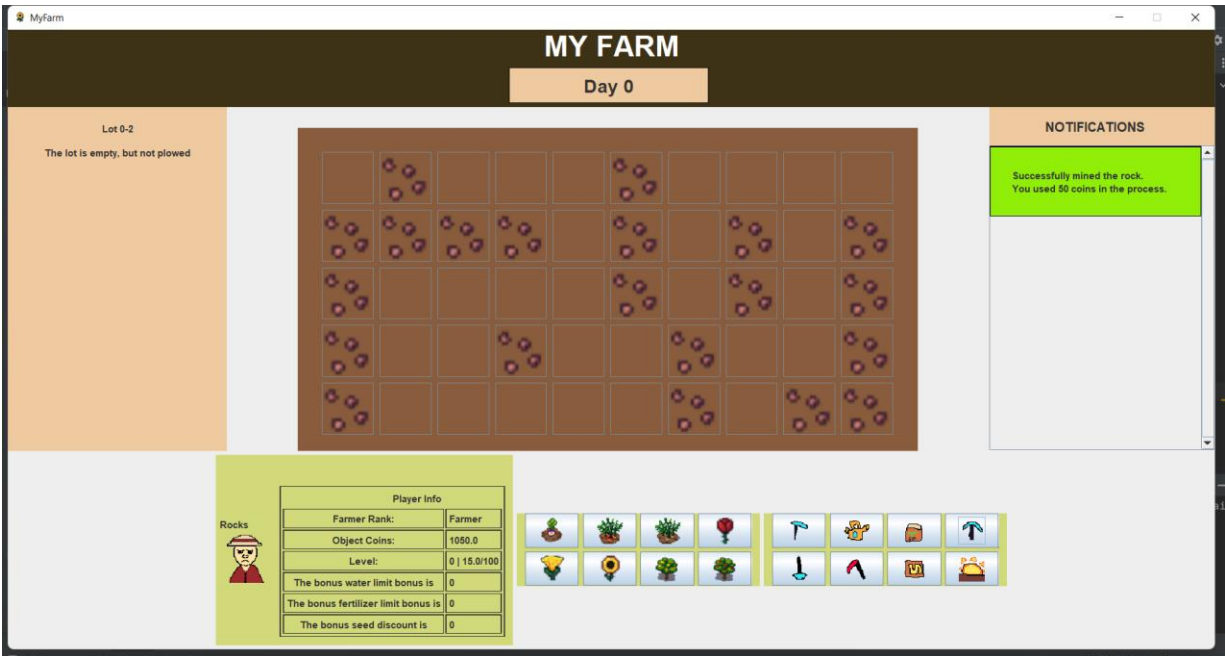 MyFarm
MY FARM
Day 0
Lot 0-2
The lot is empty, but not plowed
NOTIFICATIONS
Successfully mined the rock.
You used 50 coins in the process.
Rocks
Player Info
Farmer Rank: Farmer
Object Coins: 1050.0
Level: 0 | 15.0/100
The bonus water limit bonus is 0
The bonus fertilizer limit bonus is 0
The bonus seed discount is 0